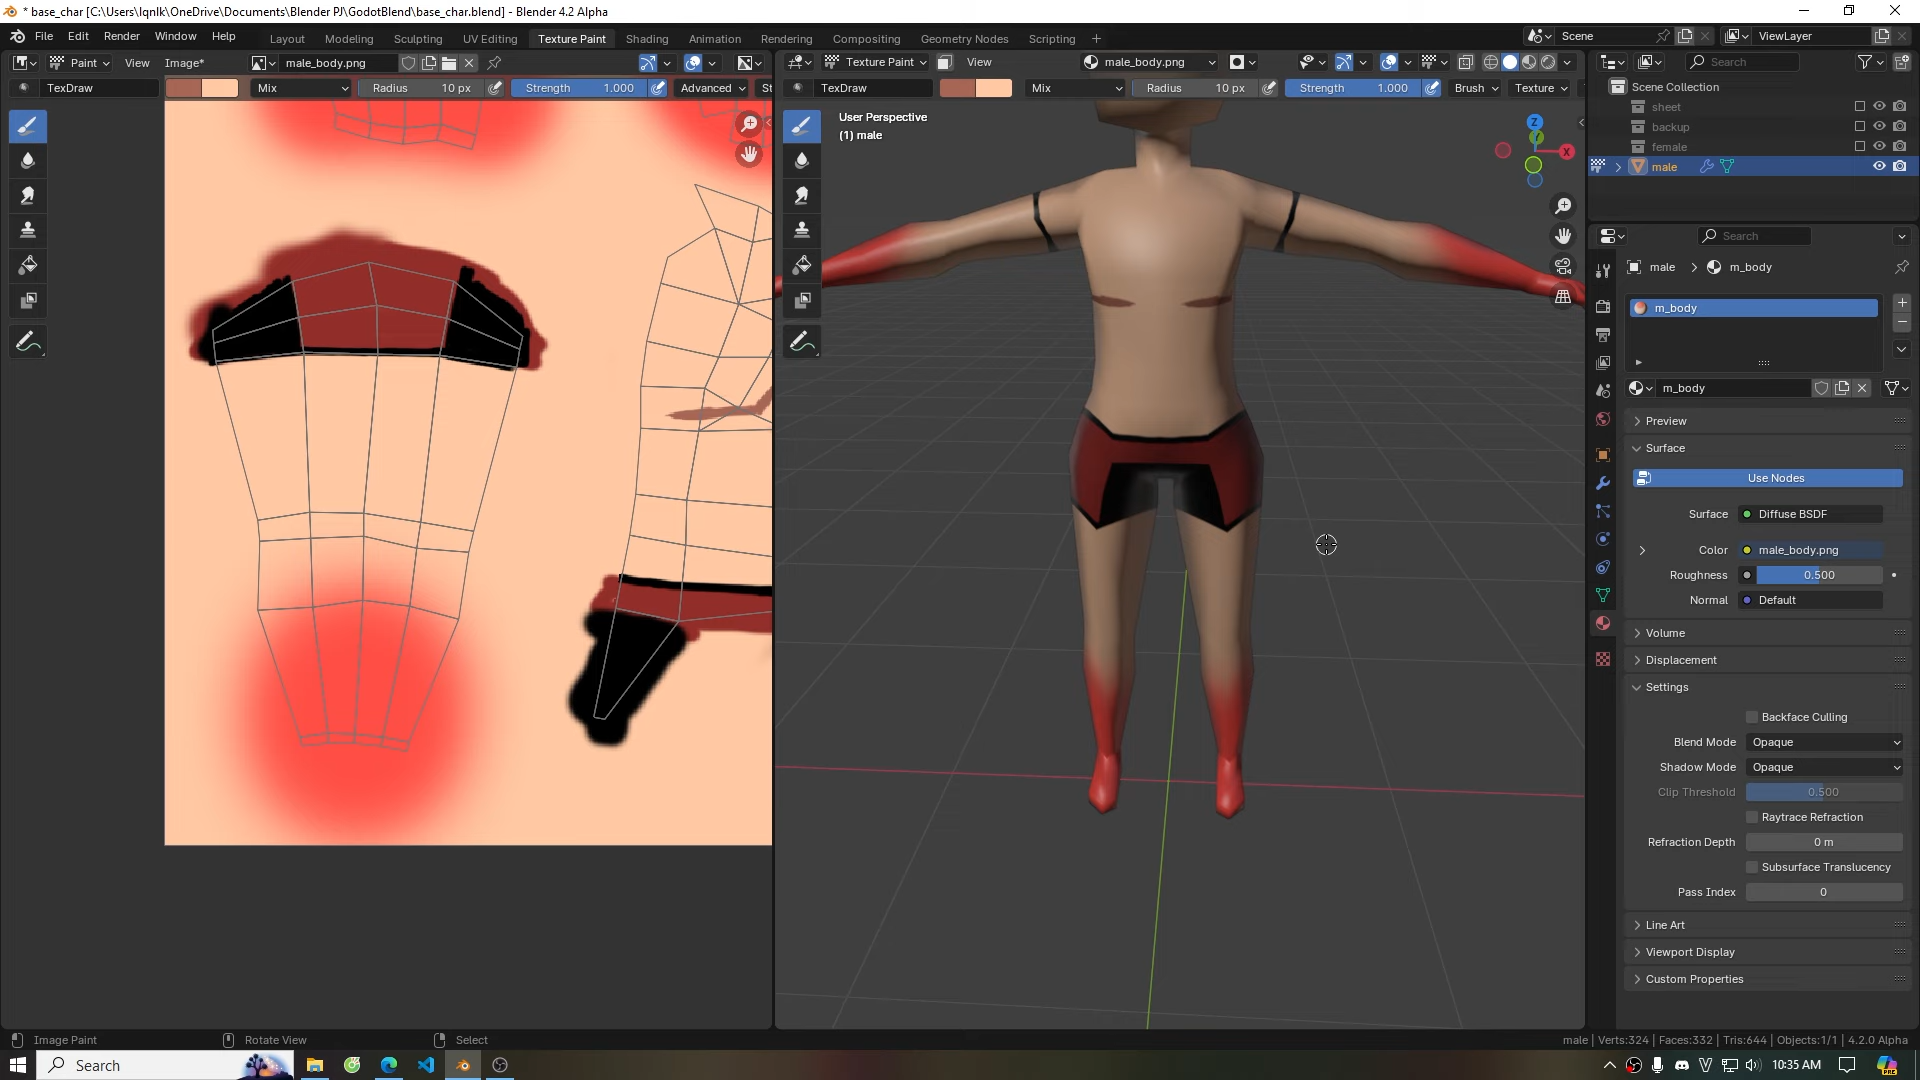 * base_char [C:\Users\lqnlk\OneDrive\Documents\Blender PJ\GodotBlend\base_char.blend] - Blender 4.2 Alpha
File Edit Render Window Help
Layout Modeling Sculpting UV Editing Texture Paint Shading Animation Rendering Compositing Geometry Nodes Scripting +
Scene
ViewLayer
Paint View Image* male_body.png
Texture Paint View male_body.png
Search
TexDraw Mix Radius 10 px Strength 1.000 Advanced St
TexDraw Mix Radius 10 px Strength 1.000 Brush Texture
Scene Collection
sheet
backup
female
male
User Perspective
(1) male
Z
Y
X
Search
male > m_body
m_body
m_body
Preview
Surface
Use Nodes
Surface Diffuse BSDF
Color male_body.png
Roughness 0.500
Normal Default
Volume
Displacement
Settings
Backface Culling
Blend Mode Opaque
Shadow Mode Opaque
Clip Threshold 0.500
Raytrace Refraction
Refraction Depth 0 m
Subsurface Translucency
Pass Index 0
Line Art
Viewport Display
Custom Properties
Image Paint Rotate View Select
male | Verts:324 | Faces:332 | Tris:644 | Objects:1/1 | 4.2.0 Alpha
Search
10:35 AM